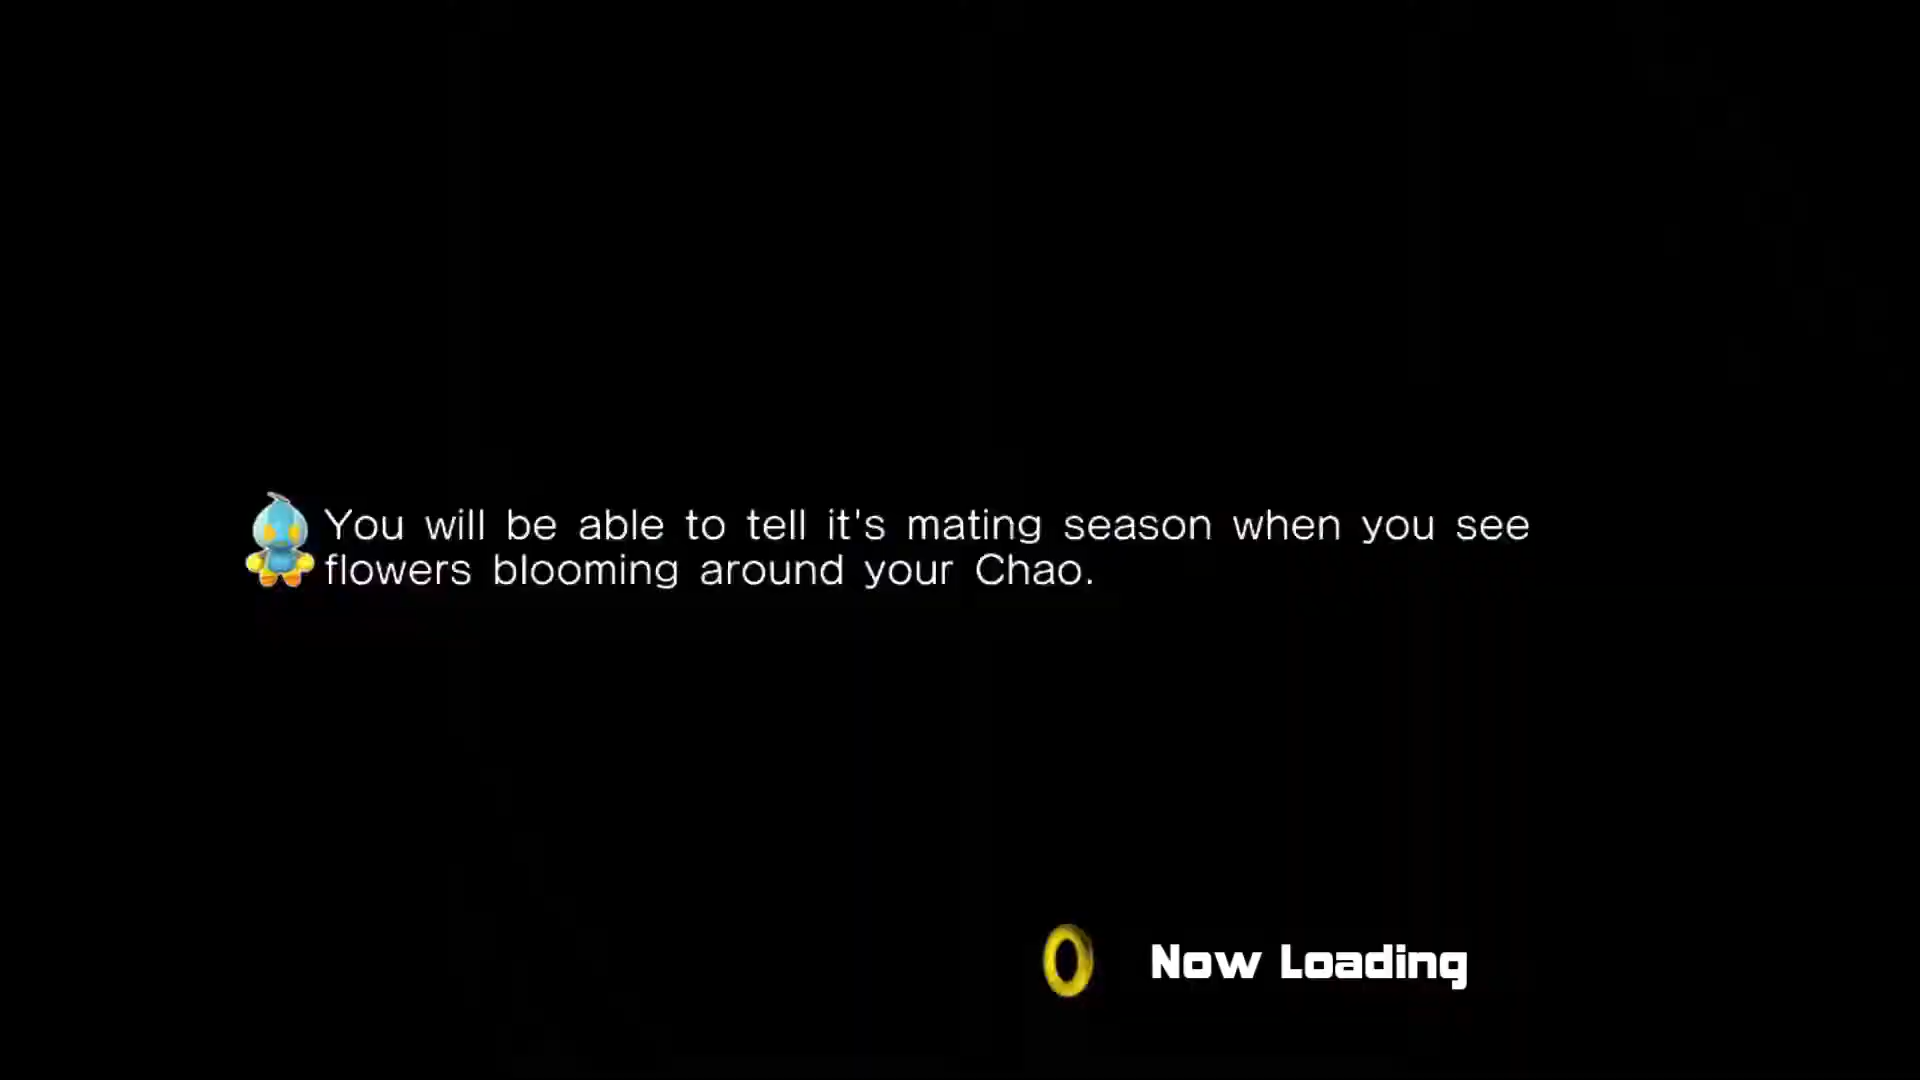 You will be able to tell it's mating season when you see
flowers blooming around your Chao.
Now Loading